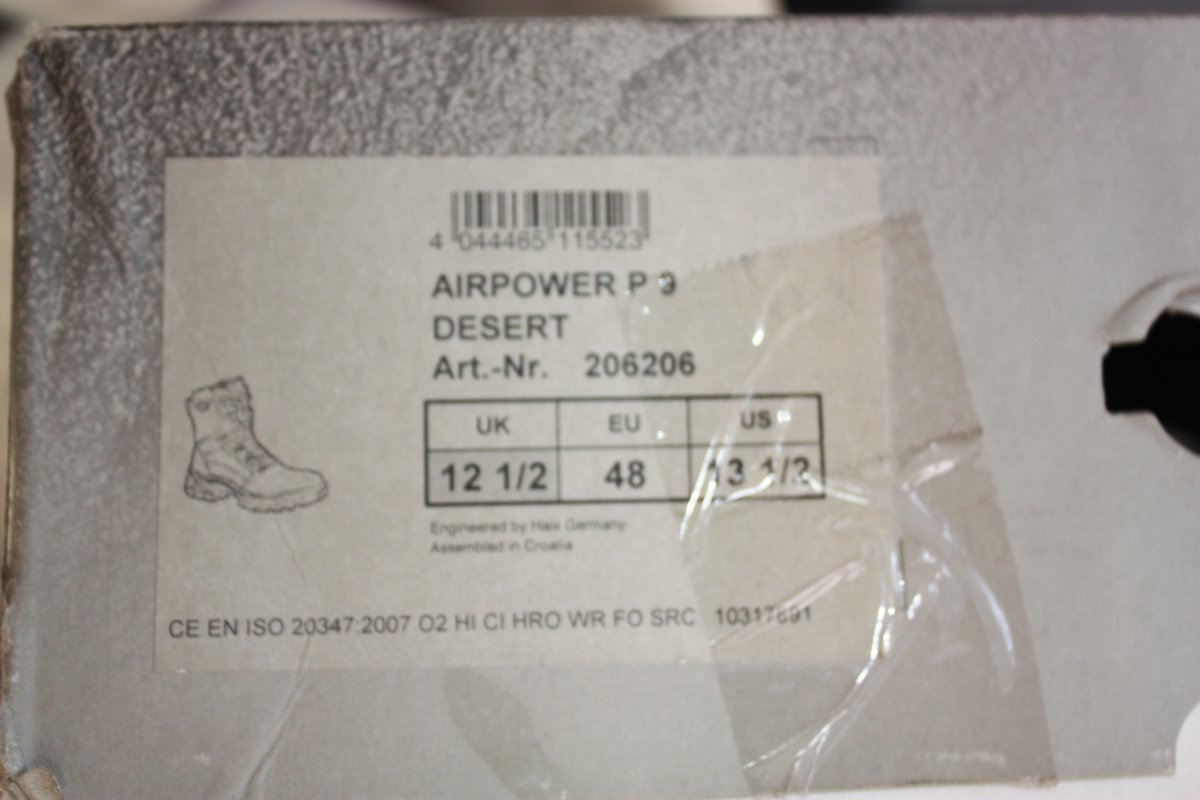 4 044465 115523
AIRPOWER P 9
DESERT
Art.-Nr. 206206
UK EU US
12 1/2 48 13 1/2
Engineered by Haix Germany
Assembled in Croatia
CE EN ISO 20347:2007 O2 HI CI HRO WR FO SRC 10317891